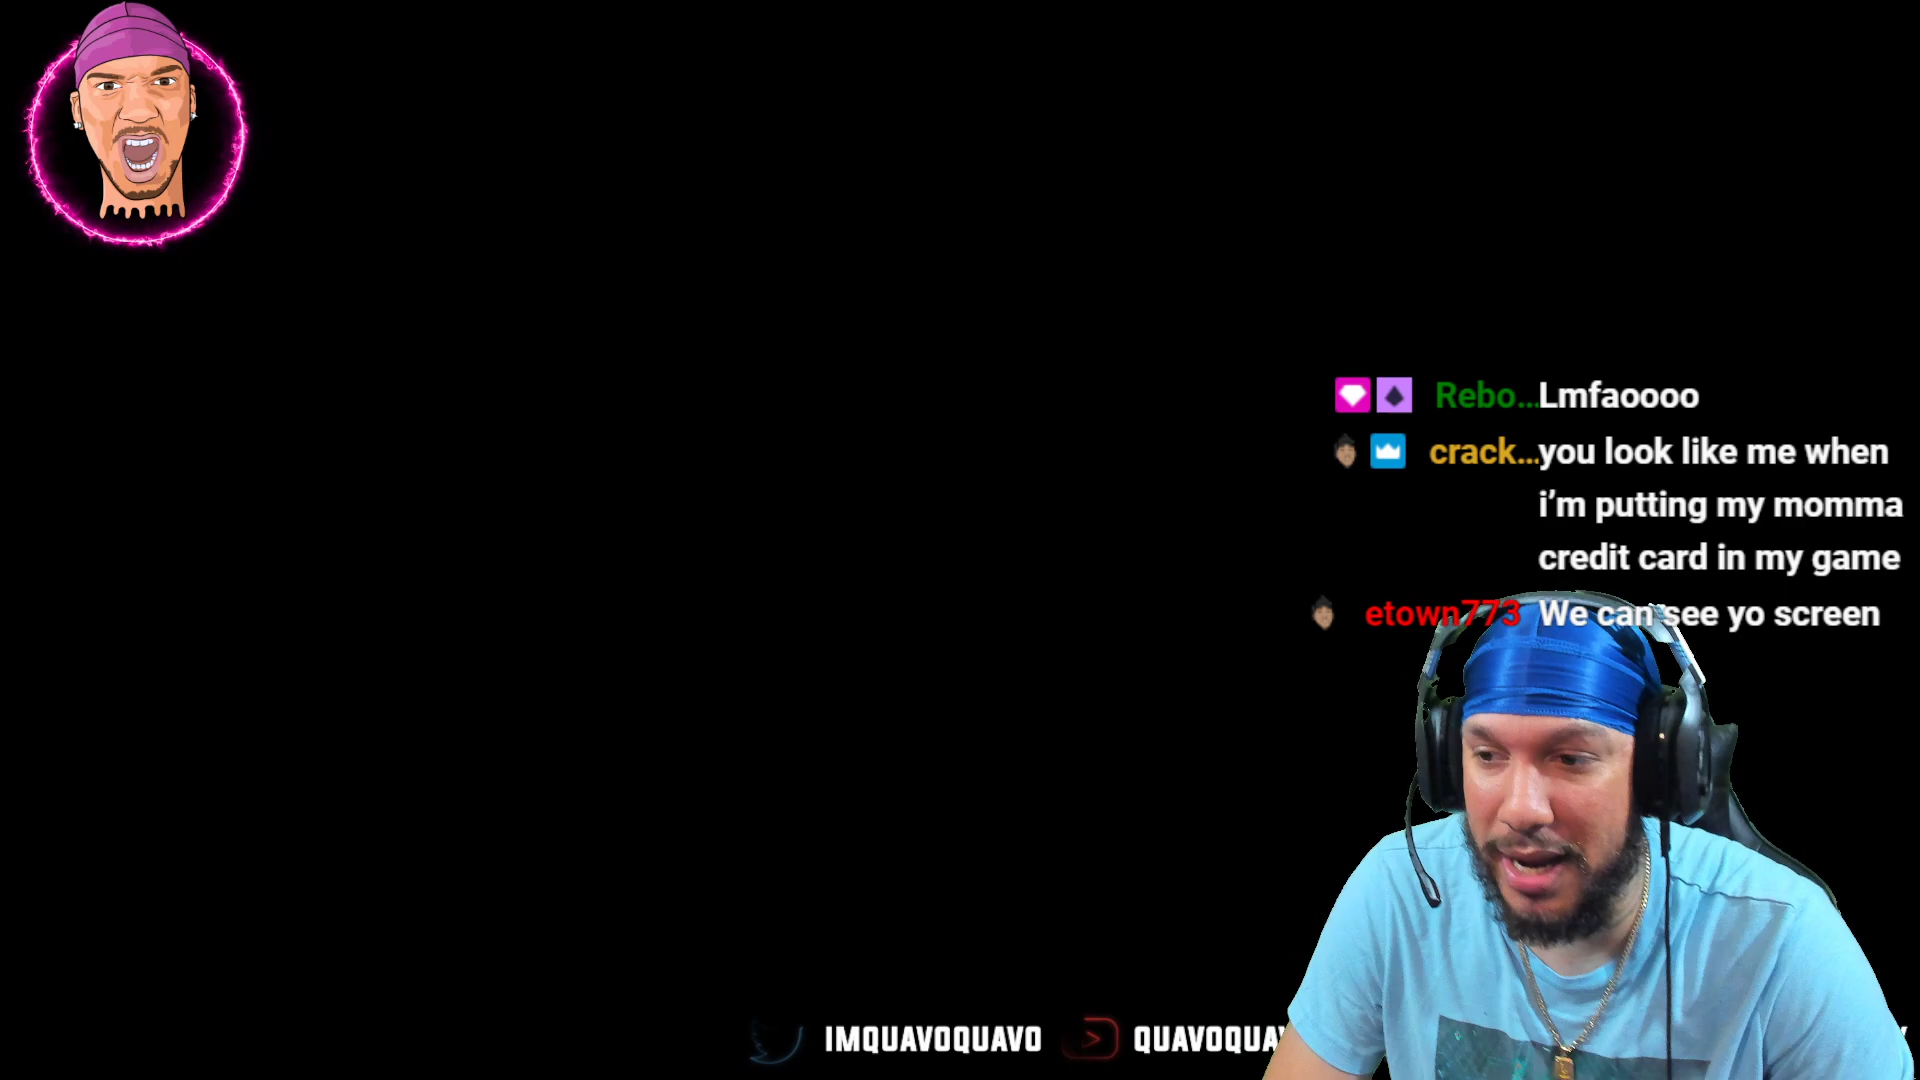 Rebo...Lmfaoooo
crack...you look like me when
i'm putting my momma
credit card in my game
etown773 We can see yo screen
IMQUAVOQUAVO QUAVOQUAV